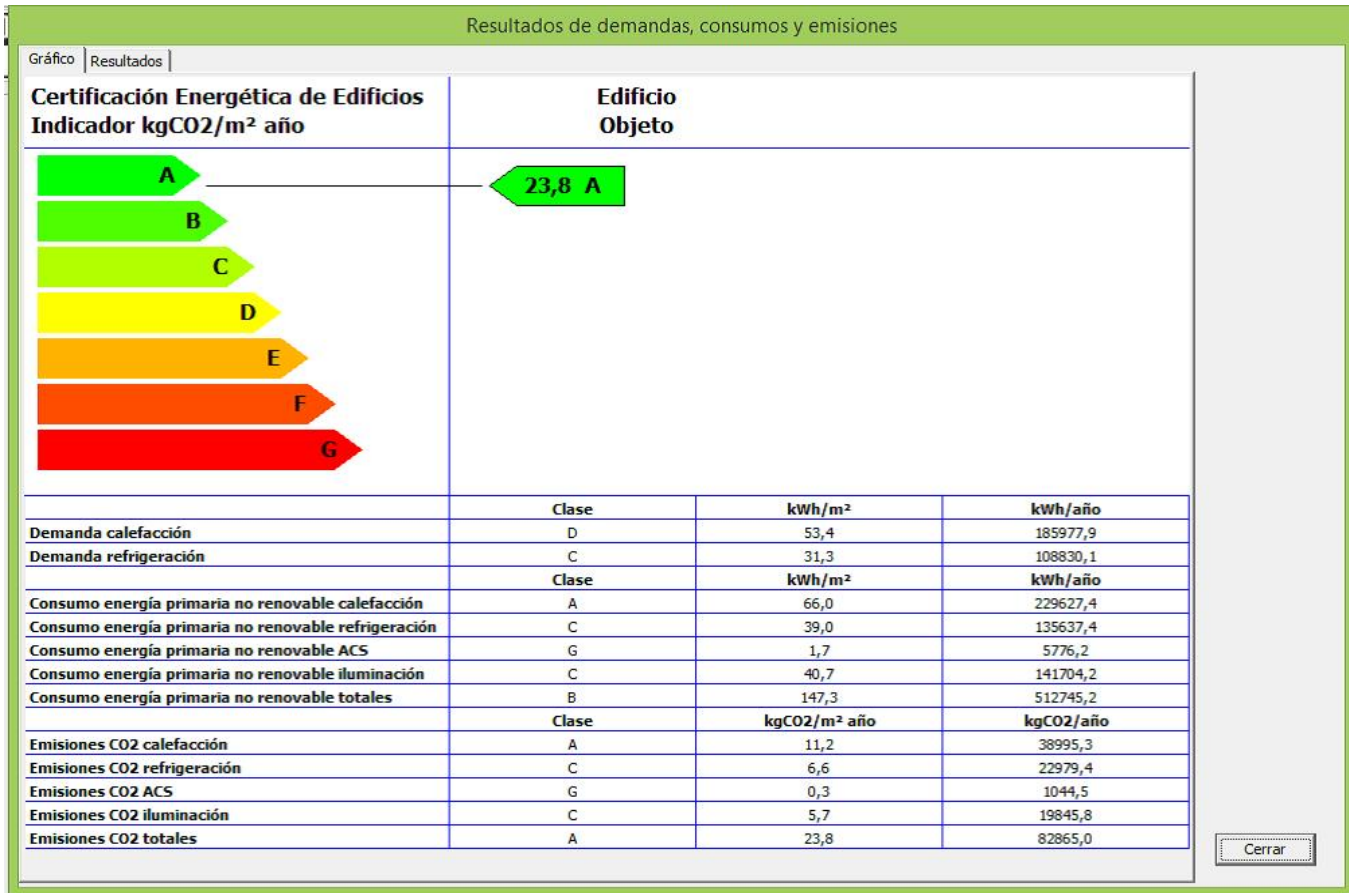 Resultados de demandas, consumos y emisiones
Gráfico Resultados
Certificación Energética de Edificios
Indicador kgCO2/m² año
Edificio
Objeto
A
23,8 A
B
C
D
E
F
G
Clase kWh/m² kWh/año
Demanda calefacción D 53,4 185977,9
Demanda refrigeración C 31,3 108830,1
Clase kWh/m² kWh/año
Consumo energía primaria no renovable calefacción A 66,0 229627,4
Consumo energía primaria no renovable refrigeración C 39,0 135637,4
Consumo energía primaria no renovable ACS G 1,7 5776,2
Consumo energía primaria no renovable iluminación C 40,7 141704,2
Consumo energía primaria no renovable totales B 147,3 512745,2
Clase kgCO2/m² año kgCO2/año
Emisiones CO2 calefacción A 11,2 38995,3
Emisiones CO2 refrigeración C 6,6 22979,4
Emisiones CO2 ACS G 0,3 1044,5
Emisiones CO2 iluminación C 5,7 19845,8
Emisiones CO2 totales A 23,8 82865,0
Cerrar